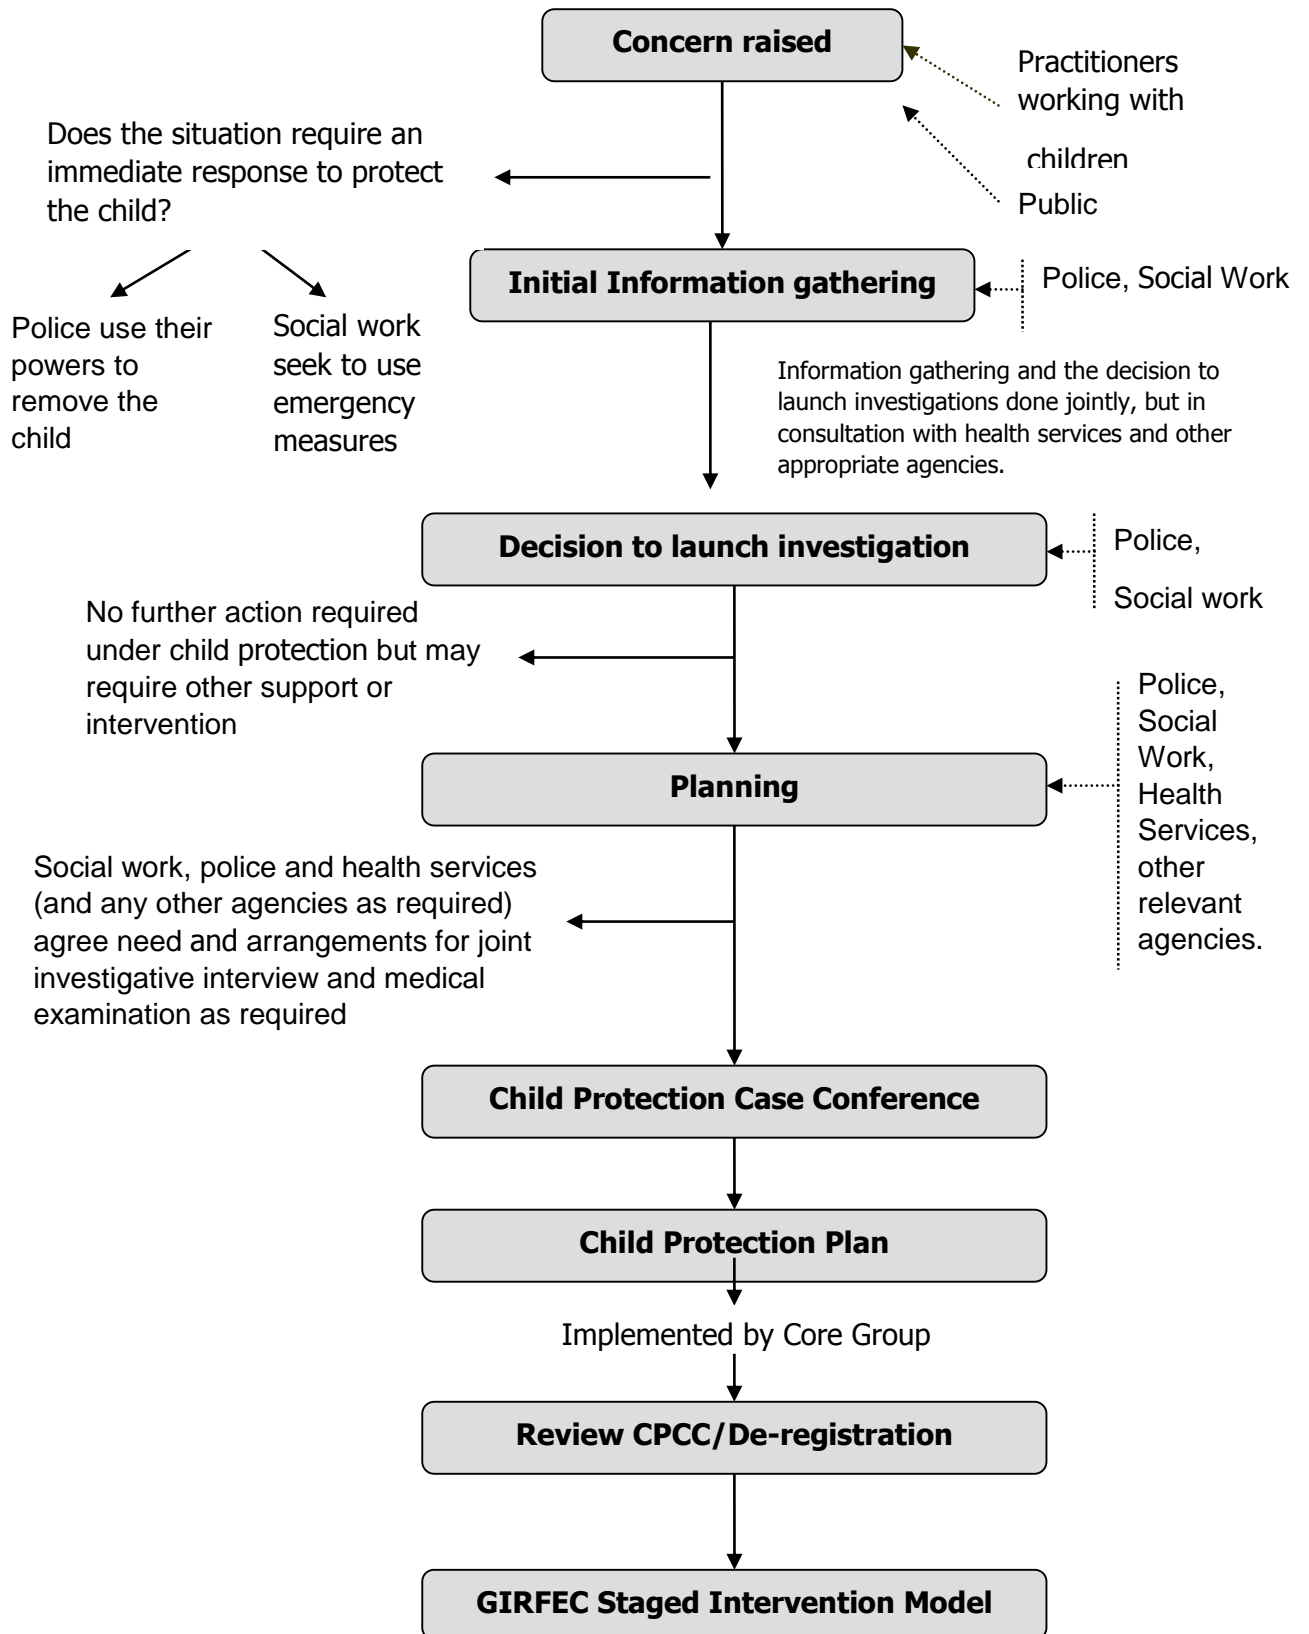 Concern raised
Practitioners
working with
children
Public
Does the situation require an
immediate response to protect
the child?
Initial Information gathering
Police, Social Work
Police use their
powers to
remove the
child
Social work
seek to use
emergency
measures
Information gathering and the decision to
launch investigations done jointly, but in
consultation with health services and other
appropriate agencies.
Decision to launch investigation
Police,
Social work
No further action required
under child protection but may
require other support or
intervention
Planning
Police,
Social
Work,
Health
Services,
other
relevant
agencies.
Social work, police and health services
(and any other agencies as required)
agree need and arrangements for joint
investigative interview and medical
examination as required
Child Protection Case Conference
Child Protection Plan
Implemented by Core Group
Review CPCC/De-registration
GIRFEC Staged Intervention Model